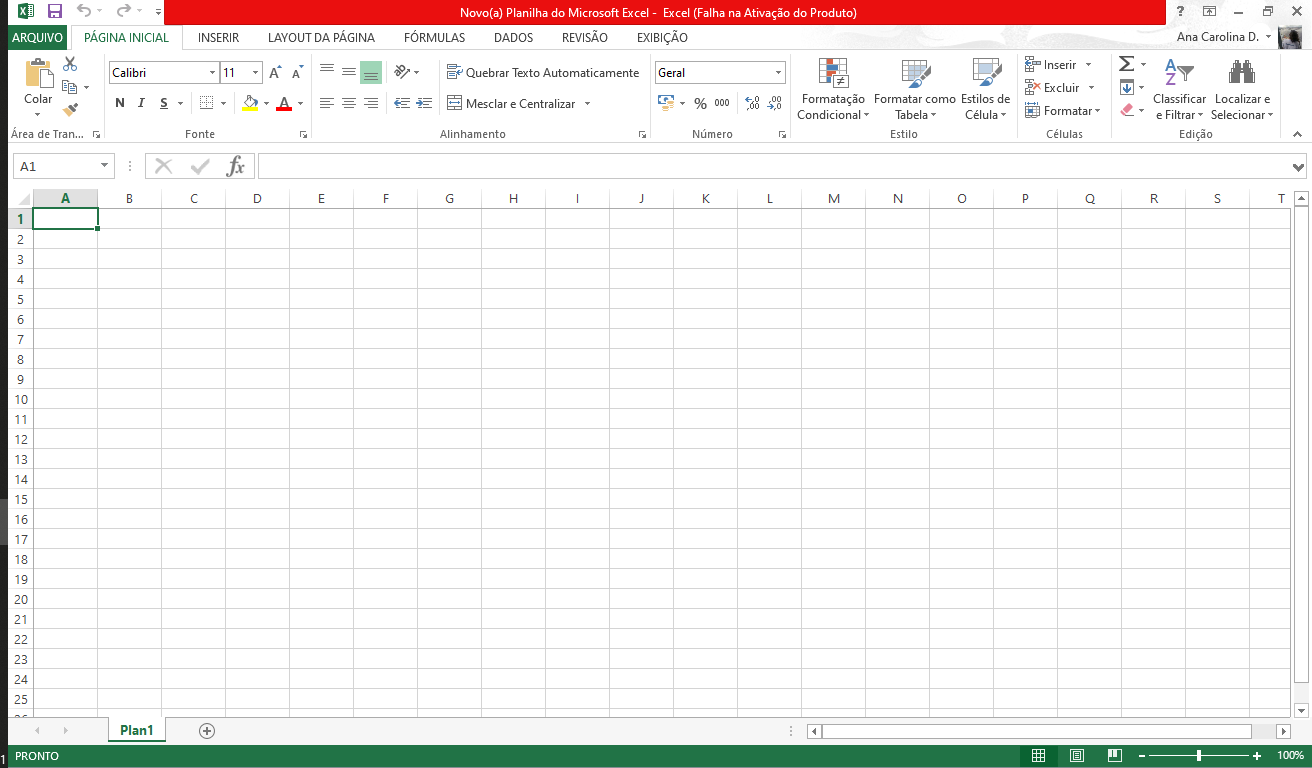 Novo(a) Planilha do Microsoft Excel - Excel (Falha na Ativação do Produto)
?
ARQUIVO PÁGINA INICIAL INSERIR LAYOUT DA PÁGINA FÓRMULAS DADOS REVISÃO EXIBIÇÃO Ana Carolina D.
Calibri 11 A A Quebrar Texto Automaticamente Geral
Colar
N I S A Mesclar e Centralizar % 000 ,00 ,00
Formatação Condicional
Formatar como Tabela
Estilos de Célula
Inserir
Excluir
Formatar
Σ
Classificar e Filtrar
Localizar e Selecionar
Área de Tran... Fonte Alinhamento Número Estilo Células Edição
A1 fx
A B C D E F G H I J K L M N O P Q R S T
1
2
3
4
5
6
7
8
9
10
11
12
13
14
15
16
17
18
19
20
21
22
23
24
25
Plan1
PRONTO 100%